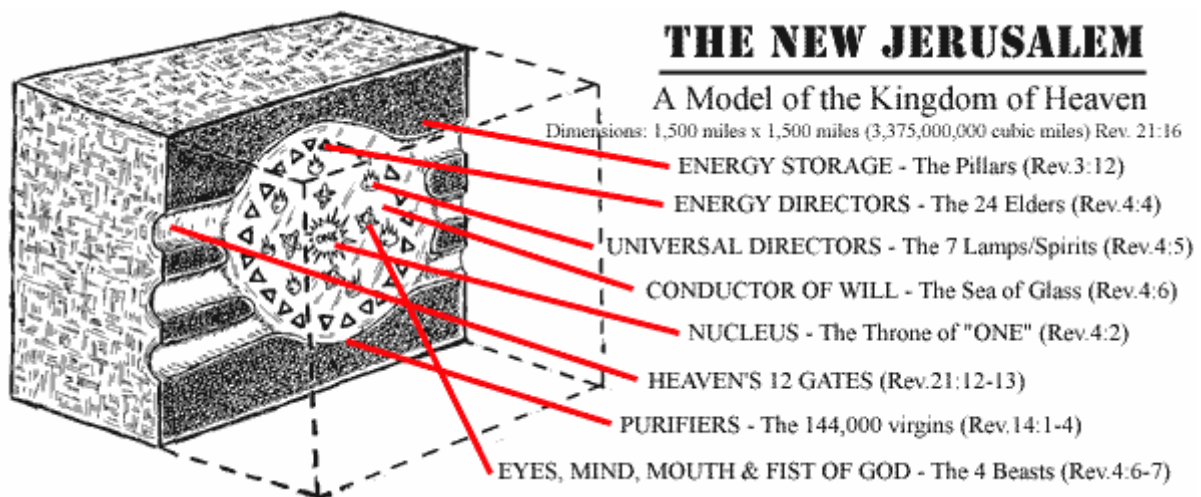 THE NEW JERUSALEM
A Model of the Kingdom of Heaven
Dimensions: 1,500 miles x 1,500 miles (3,375,000,000 cubic miles) Rev. 21:16
ENERGY STORAGE - The Pillars (Rev.3:12)
ENERGY DIRECTORS - The 24 Elders (Rev.4:4)
UNIVERSAL DIRECTORS - The 7 Lamps/Spirits (Rev.4:5)
CONDUCTOR OF WILL - The Sea of Glass (Rev.4:6)
ONE
NUCLEUS - The Throne of "ONE" (Rev.4:2)
HEAVEN'S 12 GATES (Rev.21:12-13)
PURIFIERS - The 144,000 virgins (Rev.14:1-4)
EYES, MIND, MOUTH & FIST OF GOD - The 4 Beasts (Rev.4:6-7)